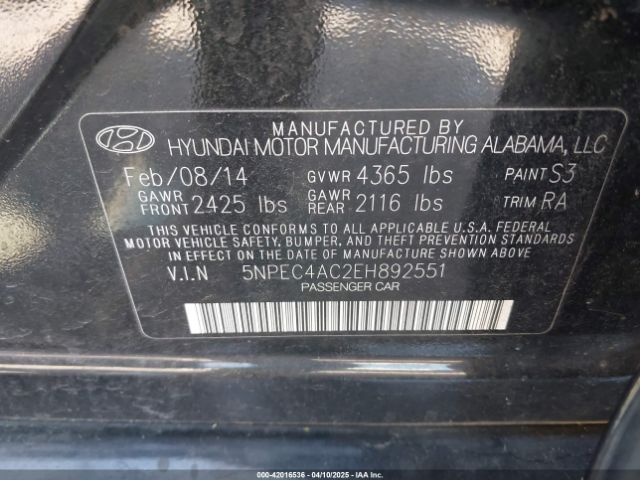 MANUFACTURED BY
HYUNDAI MOTOR MANUFACTURING ALABAMA, LLC
Feb/08/14 GVWR 4365 lbs PAINT S3
GAWR FRONT 2425 lbs GAWR REAR 2116 lbs TRIM RA
THIS VEHICLE CONFORMS TO ALL APPLICABLE U.S.A. FEDERAL
MOTOR VEHICLE SAFETY, BUMPER, AND THEFT PREVENTION STANDARDS
IN EFFECT ON THE DATE OF MANUFACTURE SHOWN ABOVE.
V.I.N 5NPEC4AC2EH892551
PASSENGER CAR
000-42016536 - 04/10/2025 - IAA Inc.